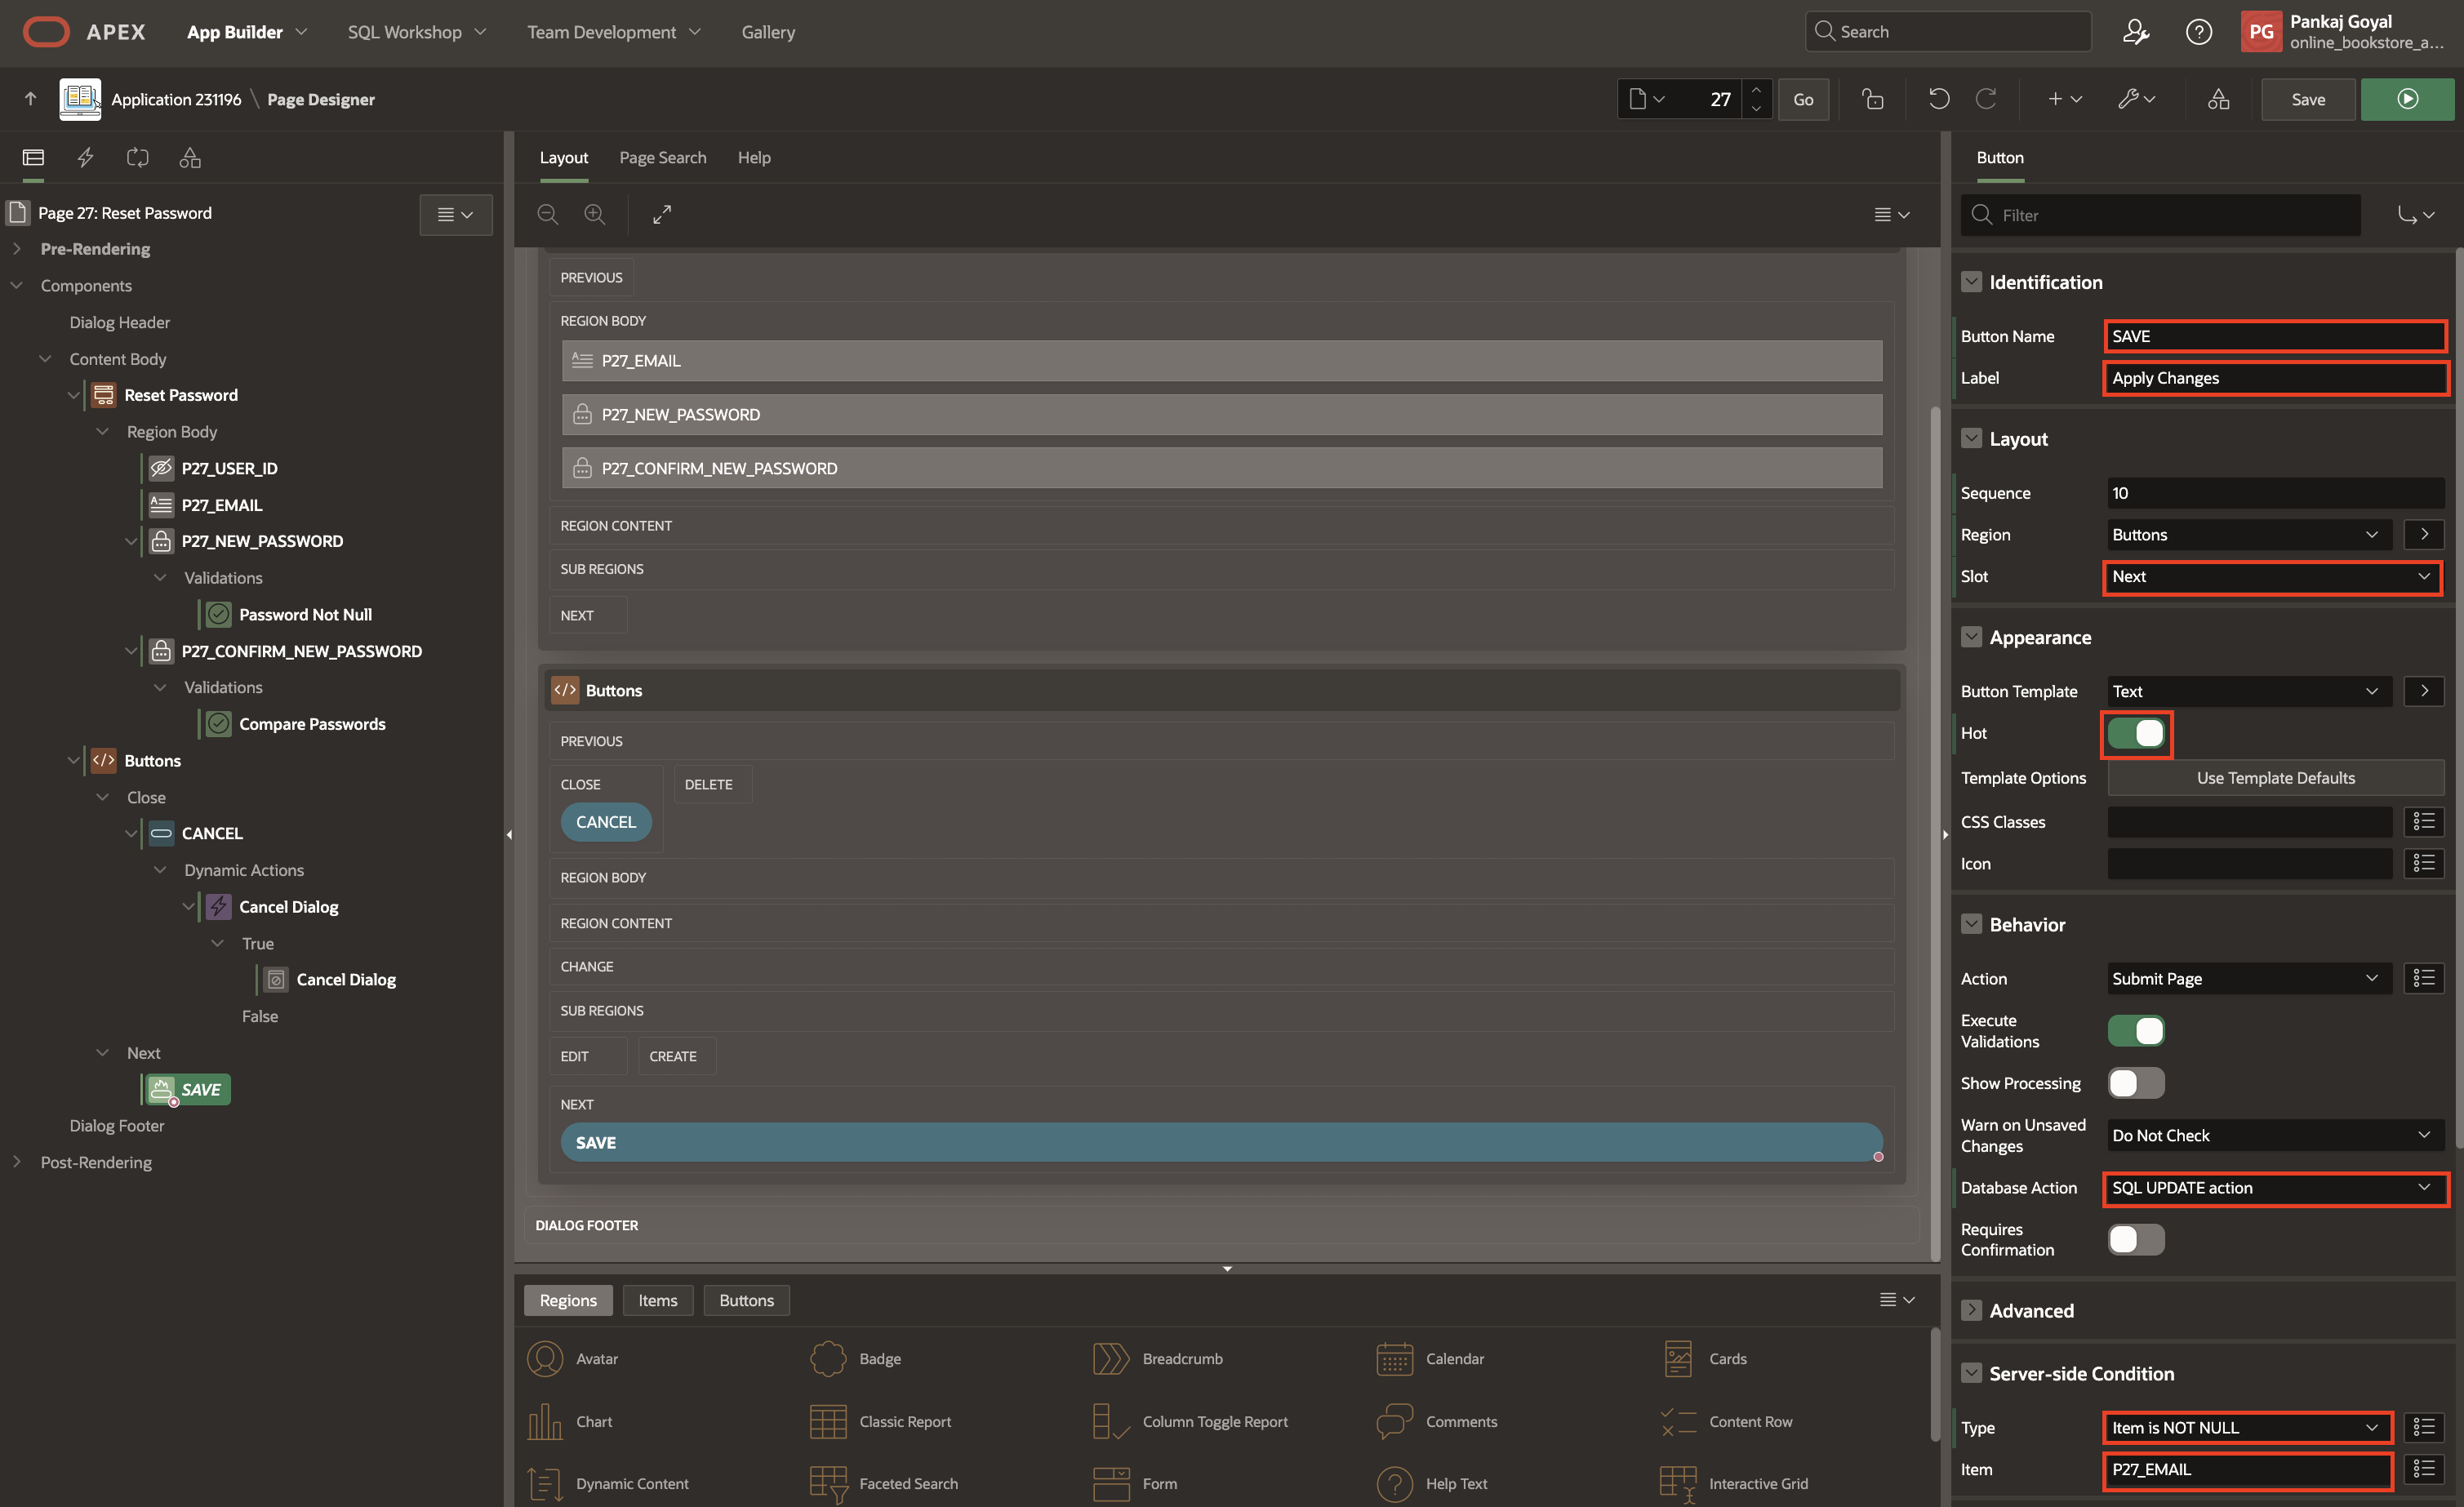 APEX
App Builder
SQL Workshop
Team Development
Gallery
Search
PG
Pankaj Goyal
online_bookstore_a...
Application 231196 \ Page Designer
27
Go
Save
Page 27: Reset Password
Pre-Rendering
Components
Dialog Header
Content Body
Reset Password
Region Body
P27_USER_ID
P27_EMAIL
P27_NEW_PASSWORD
Validations
Password Not Null
P27_CONFIRM_NEW_PASSWORD
Validations
Compare Passwords
Buttons
Close
CANCEL
Dynamic Actions
Cancel Dialog
True
Cancel Dialog
False
Next
SAVE
Dialog Footer
Post-Rendering
Layout
Page Search
Help
PREVIOUS
REGION BODY
P27_EMAIL
P27_NEW_PASSWORD
P27_CONFIRM_NEW_PASSWORD
REGION CONTENT
SUB REGIONS
NEXT
Buttons
PREVIOUS
CLOSE
DELETE
CANCEL
REGION BODY
REGION CONTENT
CHANGE
SUB REGIONS
EDIT
CREATE
NEXT
SAVE
DIALOG FOOTER
Regions
Items
Buttons
Avatar
Badge
Breadcrumb
Calendar
Cards
Chart
Classic Report
Column Toggle Report
Comments
Content Row
Dynamic Content
Faceted Search
Form
Help Text
Interactive Grid
Button
Filter
Identification
Button Name
SAVE
Label
Apply Changes
Layout
Sequence
10
Region
Buttons
Slot
Next
Appearance
Button Template
Text
Hot
Template Options
Use Template Defaults
CSS Classes
Icon
Behavior
Action
Submit Page
Execute
Validations
Show Processing
Warn on Unsaved
Changes
Do Not Check
Database Action
SQL UPDATE action
Requires
Confirmation
Advanced
Server-side Condition
Type
Item is NOT NULL
Item
P27_EMAIL